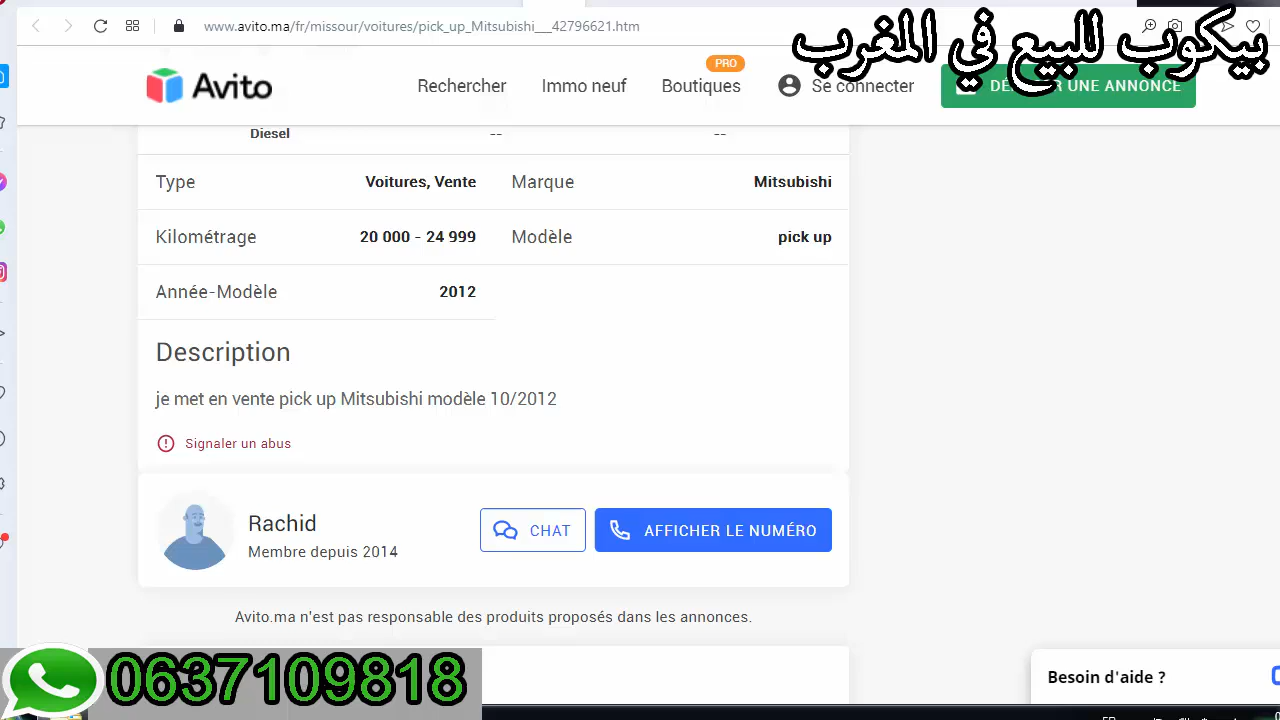 www.avito.ma/fr/missour/voitures/pick_up_Mitsubishi__42796621.htm
بيكوب للبيع في المغرب
Avito
Rechercher
Immo neuf
PRO
Boutiques
Se connecter
UNE ANNONCE
Diesel -- --
Type Voitures, Vente Marque Mitsubishi
Kilométrage 20 000 - 24 999 Modèle pick up
Année-Modèle 2012
Description
je met en vente pick up Mitsubishi modèle 10/2012
Signaler un abus
Rachid
Membre depuis 2014
CHAT
AFFICHER LE NUMÉRO
Avito.ma n'est pas responsable des produits proposés dans les annonces.
0637109818
Besoin d'aide ?